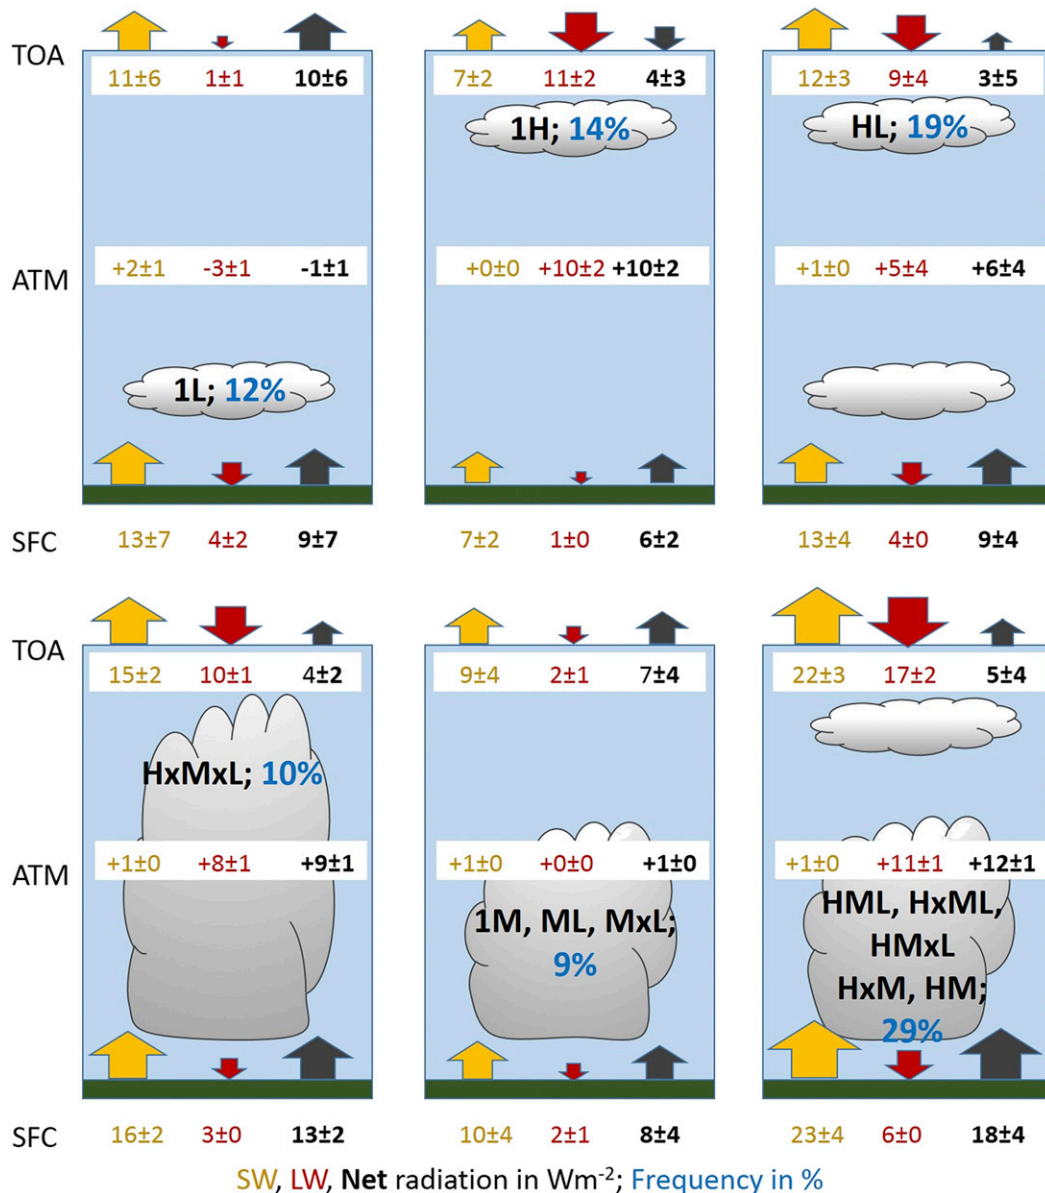 TOA
11±6 1±1 10±6
7±2 11±2 4±3
12±3 9±4 3±5
1H; 14%
HL; 19%
ATM
+2±1 -3±1 -1±1
+0±0 +10±2 +10±2
+1±0 +5±4 +6±4
1L; 12%
SFC
13±7 4±2 9±7
7±2 1±0 6±2
13±4 4±0 9±4
TOA
15±2 10±1 4±2
9±4 2±1 7±4
22±3 17±2 5±4
HxMxL; 10%
ATM
+1±0 +8±1 +9±1
+1±0 +0±0 +1±0
+1±0 +11±1 +12±1
1M, ML, MxL;
9%
HML, HxML,
HMxL
HxM, HM;
29%
SFC
16±2 3±0 13±2
10±4 2±1 8±4
23±4 6±0 18±4
SW, LW, Net radiation in Wm⁻²; Frequency in %